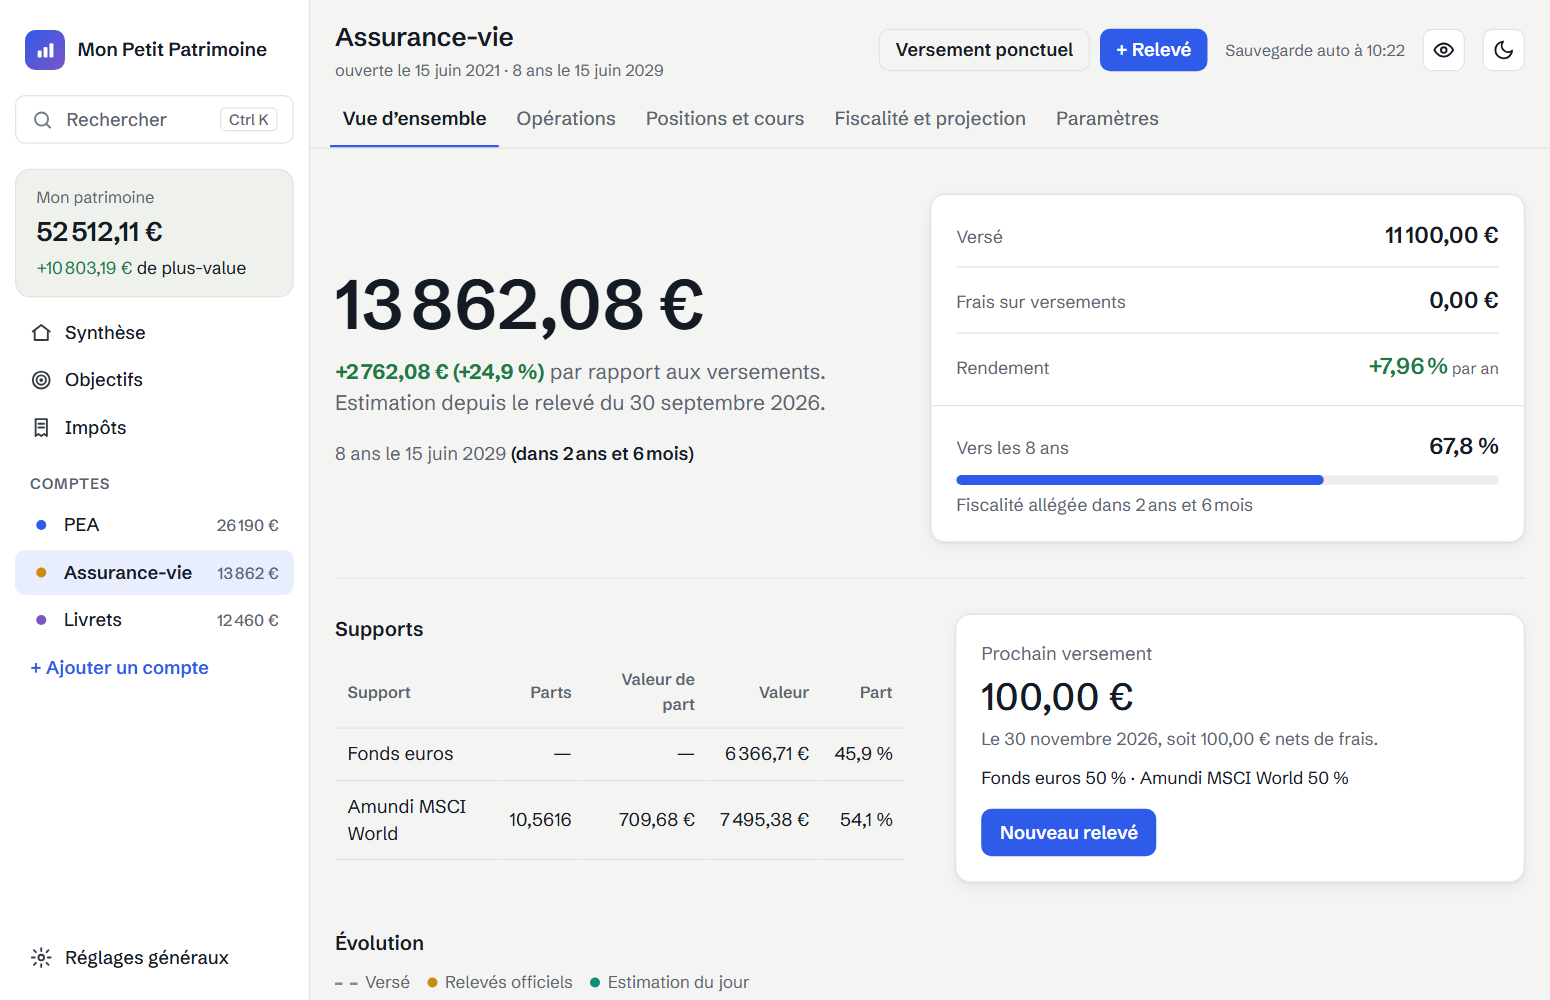 Mon Petit Patrimoine
Rechercher
Ctrl K
Mon patrimoine
52 512,11 €
+10 803,19 € de plus-value
Synthèse
Objectifs
Impôts
COMPTES
PEA 26 190 €
Assurance-vie 13 862 €
Livrets 12 460 €
+ Ajouter un compte
Réglages généraux
Assurance-vie
ouverte le 15 juin 2021 · 8 ans le 15 juin 2029
Versement ponctuel
+ Relevé
Sauvegarde auto à 10:22
Vue d’ensemble Opérations Positions et cours Fiscalité et projection Paramètres
13 862,08 €
+2 762,08 € (+24,9 %) par rapport aux versements.
Estimation depuis le relevé du 30 septembre 2026.
8 ans le 15 juin 2029 (dans 2 ans et 6 mois)
Versé 11 100,00 €
Frais sur versements 0,00 €
Rendement +7,96 % par an
Vers les 8 ans 67,8 %
Fiscalité allégée dans 2 ans et 6 mois
Supports
Support Parts Valeur de part Valeur Part
Fonds euros — — 6 366,71 € 45,9 %
Amundi MSCI World 10,5616 709,68 € 7 495,38 € 54,1 %
Prochain versement
100,00 €
Le 30 novembre 2026, soit 100,00 € nets de frais.
Fonds euros 50 % · Amundi MSCI World 50 %
Nouveau relevé
Évolution
Versé Relevés officiels Estimation du jour